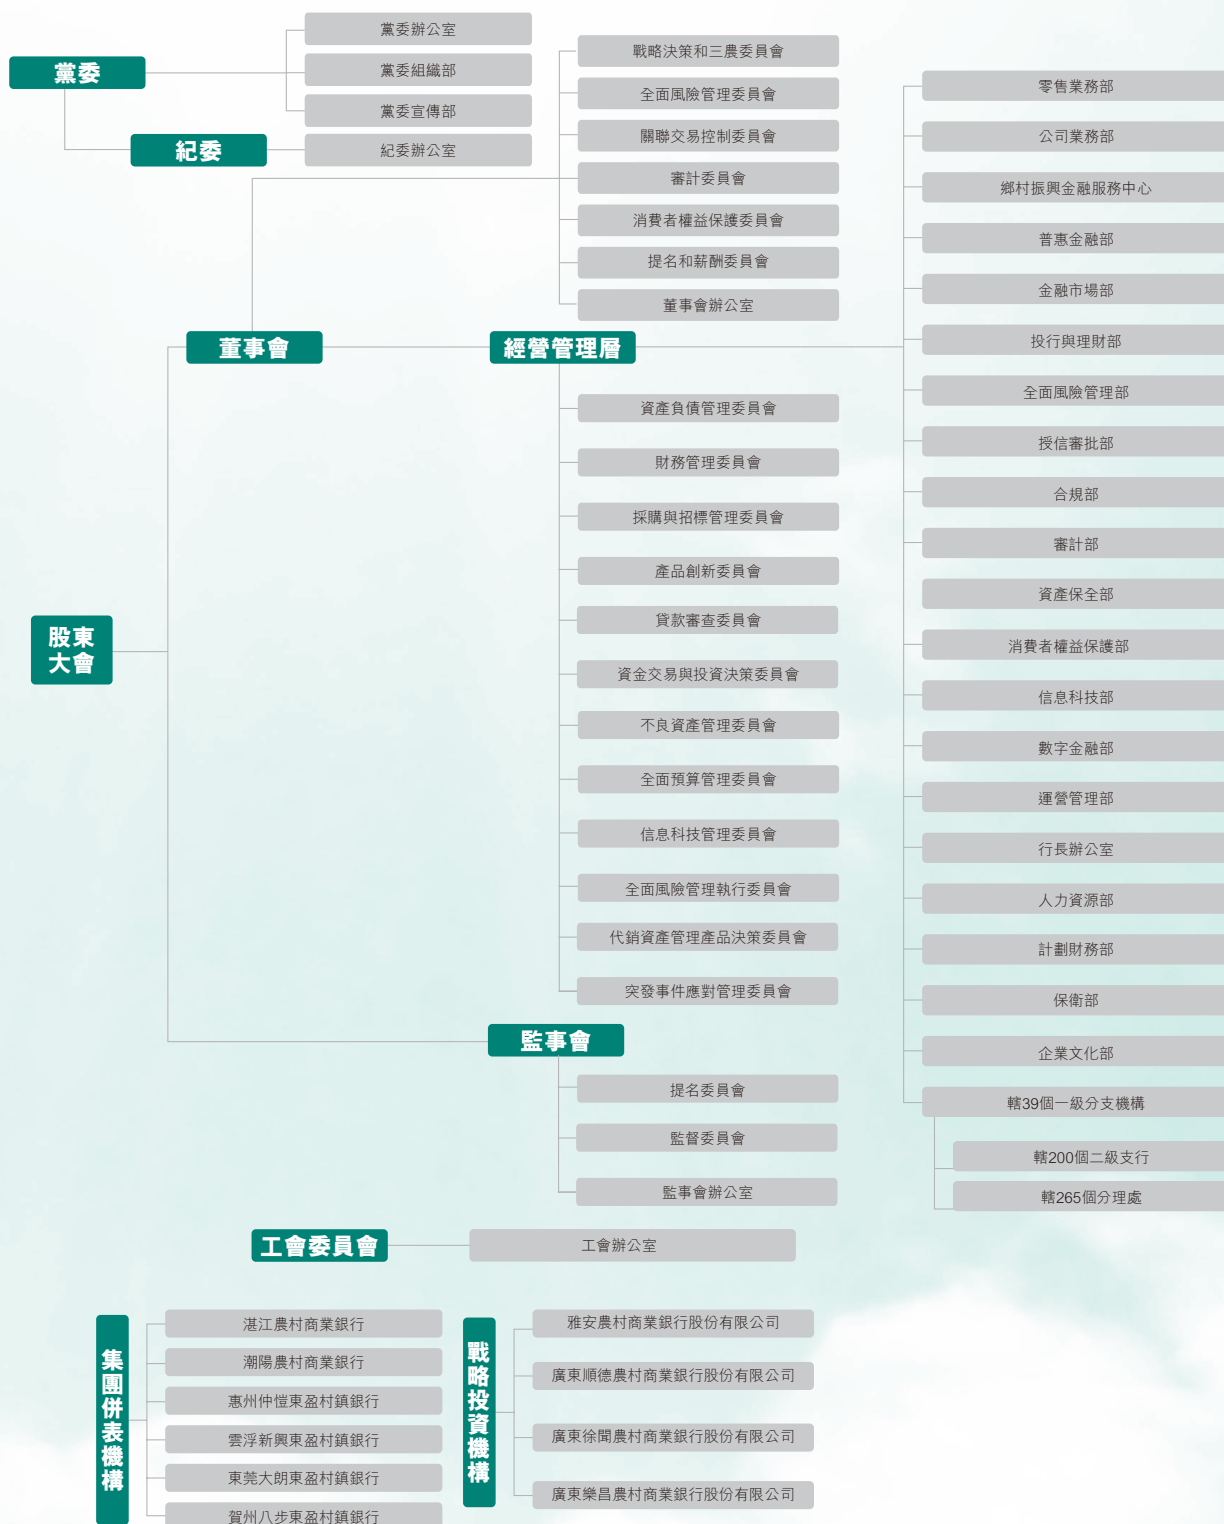 黨委
黨委辦公室
黨委組織部
黨委宣傳部
紀委
紀委辦公室
戰略決策和三農委員會
全面風險管理委員會
關聯交易控制委員會
審計委員會
消費者權益保護委員會
提名和薪酬委員會
董事會辦公室
董事會
經營管理層
資產負債管理委員會
財務管理委員會
採購與招標管理委員會
產品創新委員會
貸款審查委員會
資金交易與投資決策委員會
不良資產管理委員會
全面預算管理委員會
信息科技管理委員會
全面風險管理執行委員會
代銷資產管理產品決策委員會
突發事件應對管理委員會
零售業務部
公司業務部
鄉村振興金融服務中心
普惠金融部
金融市場部
投行與理財部
全面風險管理部
授信審批部
合規部
審計部
資產保全部
消費者權益保護部
信息科技部
數字金融部
運營管理部
行長辦公室
人力資源部
計劃財務部
保衛部
企業文化部
轄39個一級分支機構
轄200個二級支行
轄265個分理處
股東
大會
監事會
提名委員會
監督委員會
監事會辦公室
工會委員會
工會辦公室
集團併表機構
湛江農村商業銀行
潮陽農村商業銀行
惠州仲愷東盈村鎮銀行
雲浮新興東盈村鎮銀行
東莞大朗東盈村鎮銀行
賀州八步東盈村鎮銀行
戰略投資機構
雅安農村商業銀行股份有限公司
廣東順德農村商業銀行股份有限公司
廣東徐聞農村商業銀行股份有限公司
廣東樂昌農村商業銀行股份有限公司